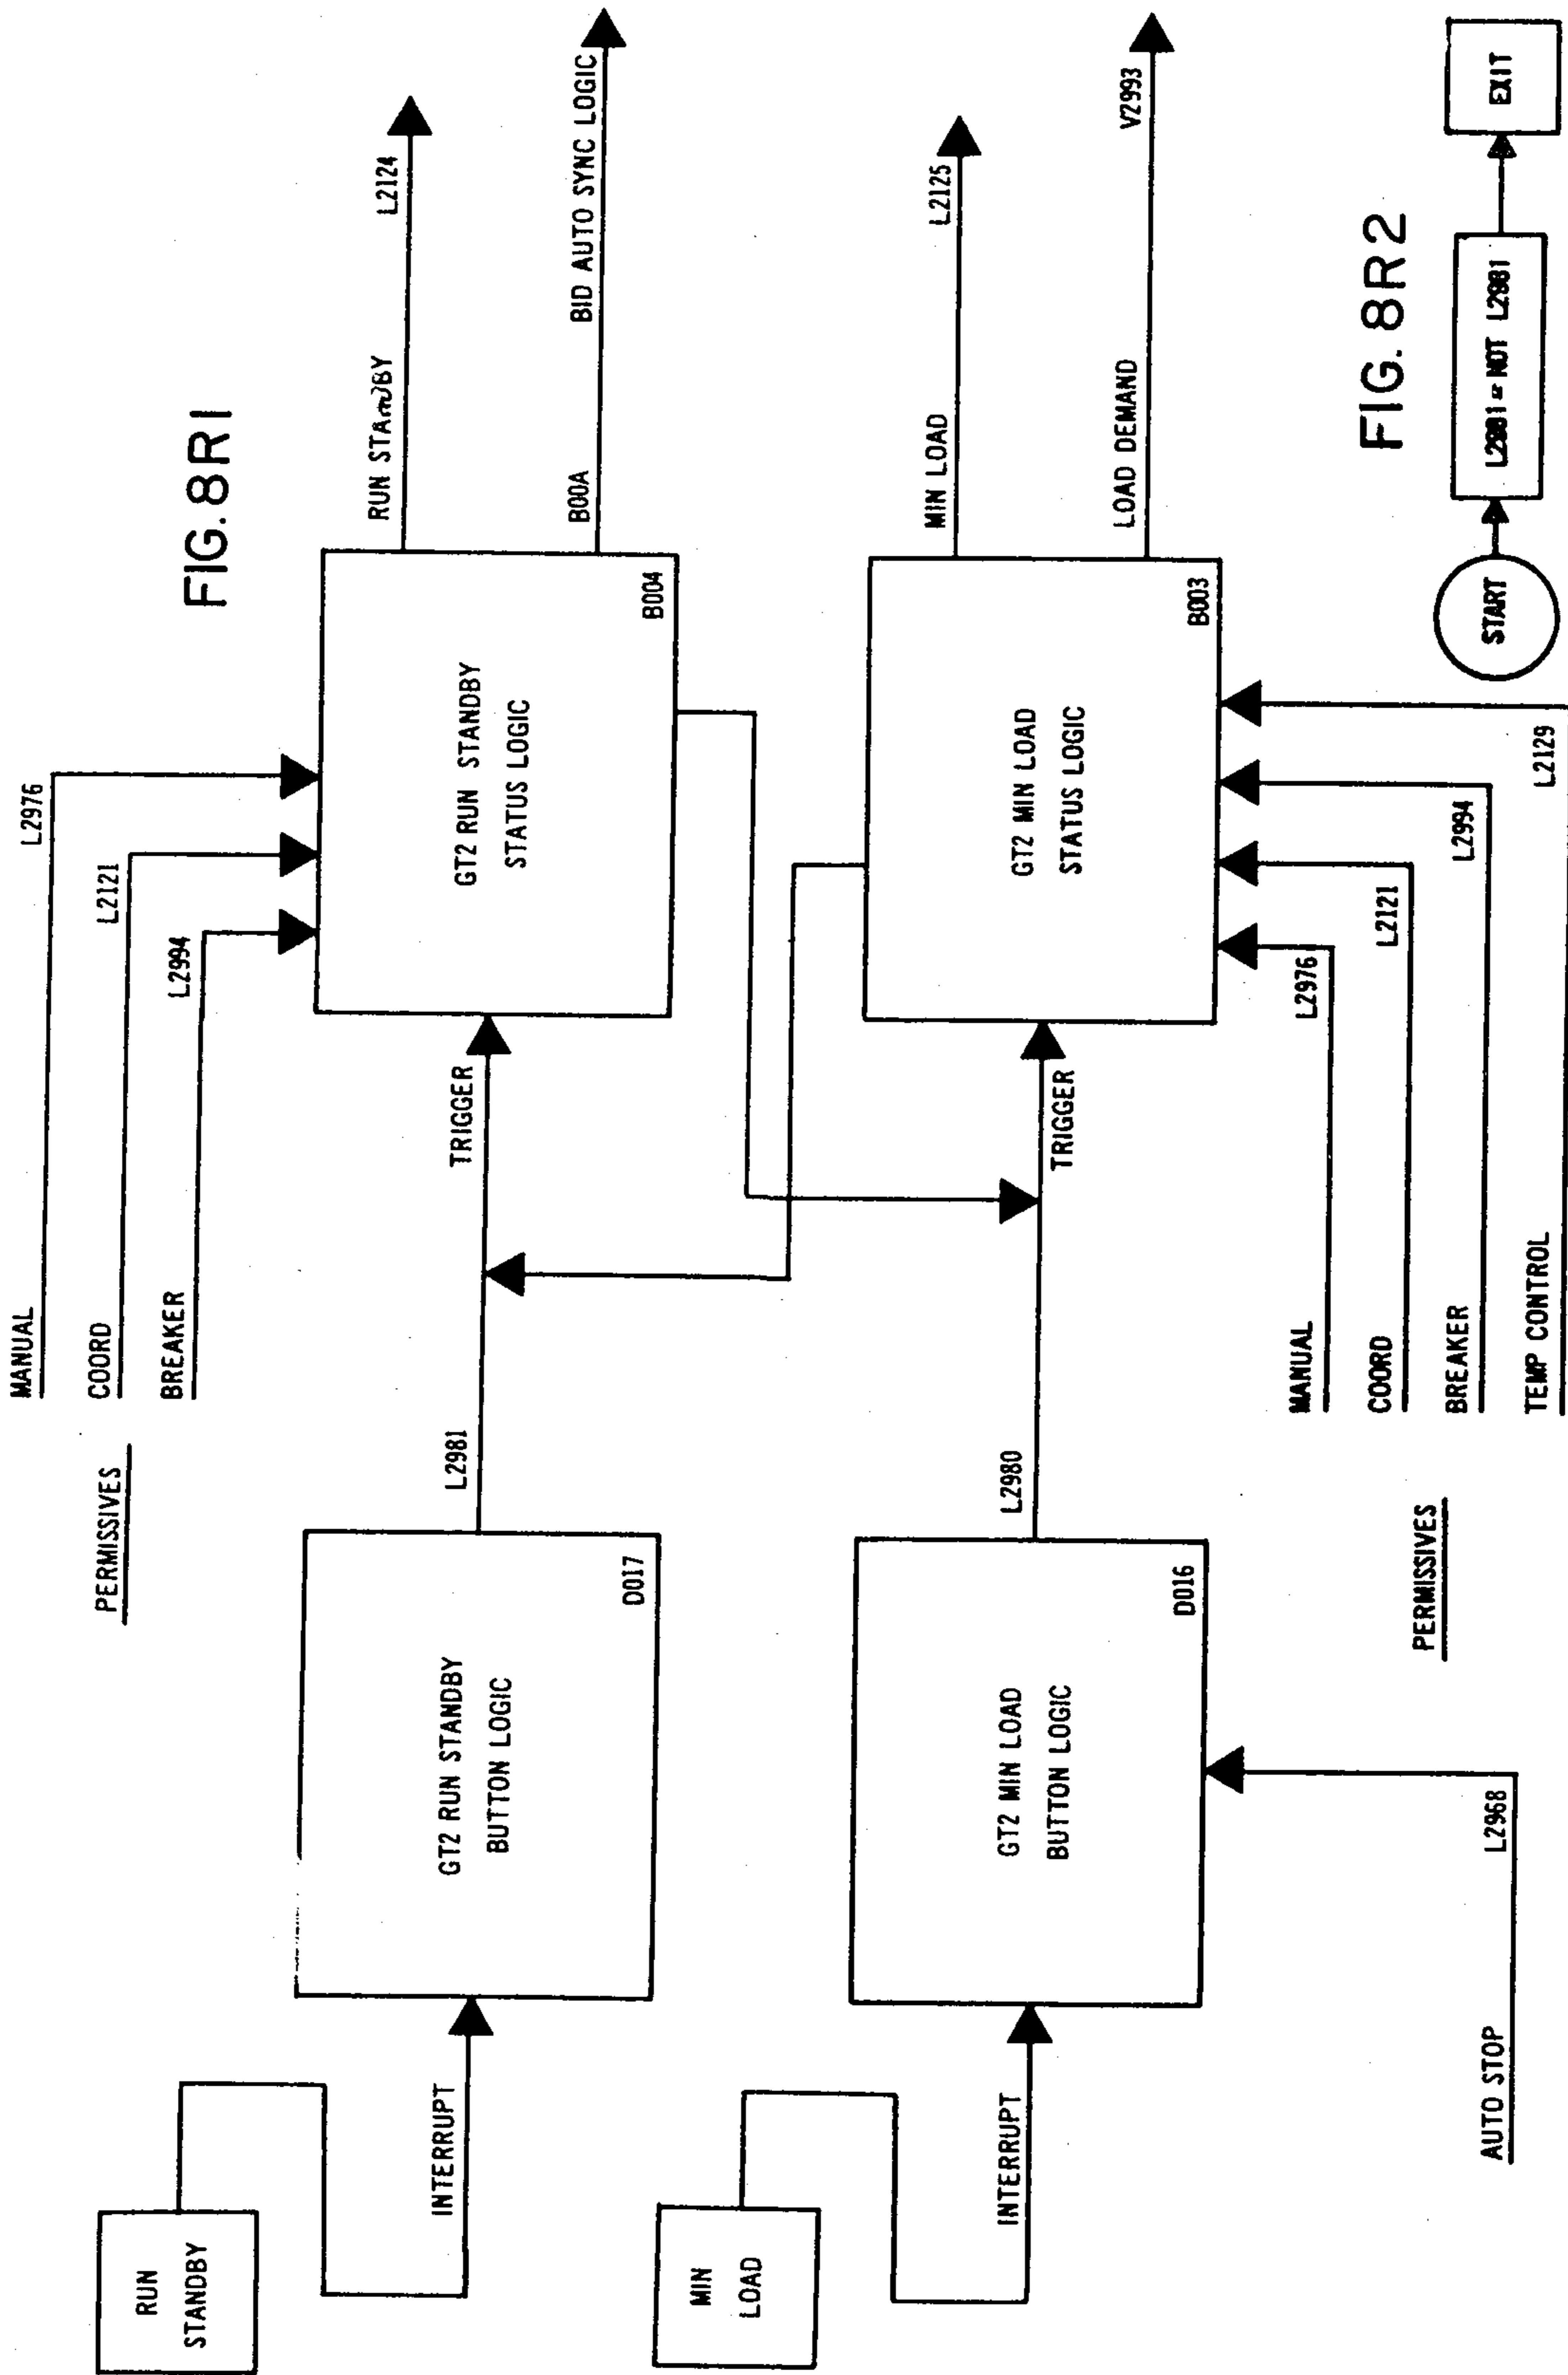 FIG. 8R1
MANUAL
L2976
COORD
L2121
BREAKER
L2994
PERMISSIVES
RUN
STANDBY
INTERRUPT
GT2 RUN STANDBY
BUTTON LOGIC
D017
L2981
TRIGGER
GT2 RUN STANDBY
STATUS LOGIC
B004
RUN STANDBY
L2124
B00A
BID AUTO SYNC LOGIC
MIN
LOAD
INTERRUPT
GT2 MIN LOAD
BUTTON LOGIC
D016
L2980
TRIGGER
GT2 MIN LOAD
STATUS LOGIC
B003
MIN LOAD
L2125
LOAD DEMAND
V2993
AUTO STOP
L2968
PERMISSIVES
MANUAL
L2976
COORD
L2121
BREAKER
L2994
TEMP CONTROL
L2129
FIG. 8R2
START
L2981 = NOT L2981
EXIT